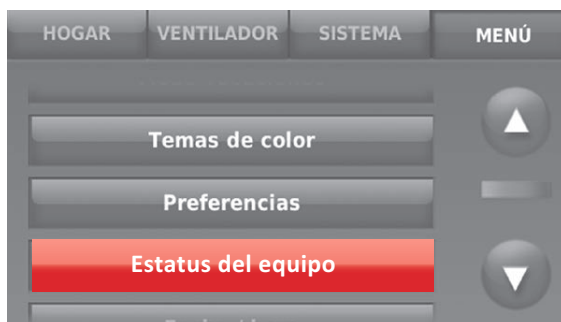 HOGAR VENTILADOR SISTEMA MENÚ
Temas de color
Preferencias
Estatus del equipo